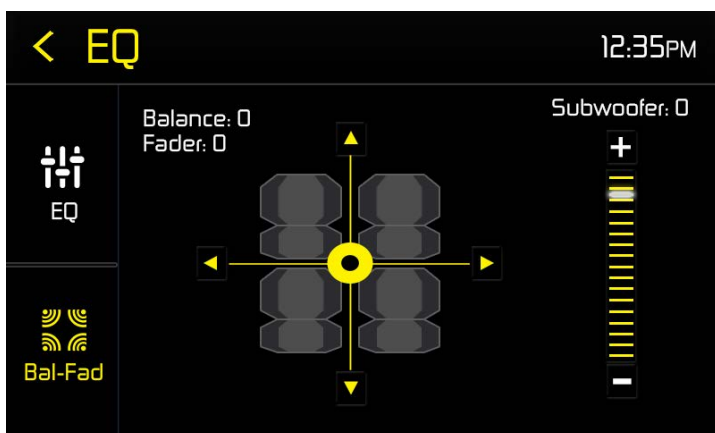 EQ
12:35PM
Balance: 0
Fader: 0
Subwoofer: 0
EQ
Bal-Fad